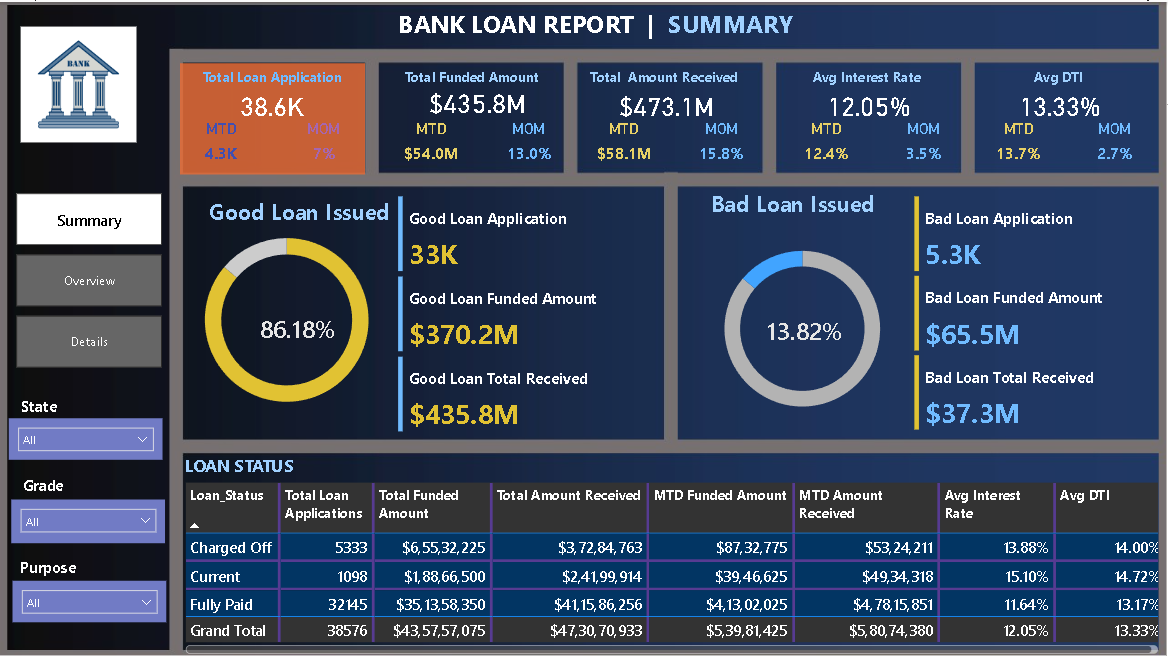 BANK LOAN REPORT | SUMMARY
BANK
Total Loan Application
38.6K
MTD MOM
4.3K 7%
Total Funded Amount
$435.8M
MTD MOM
$54.0M 13.0%
Total Amount Received
$473.1M
MTD MOM
$58.1M 15.8%
Avg Interest Rate
12.05%
MTD MOM
12.4% 3.5%
Avg DTI
13.33%
MTD MOM
13.7% 2.7%
Summary
Overview
Details
State
All
Grade
All
Purpose
All
Good Loan Issued
86.18%
Good Loan Application
33K
Good Loan Funded Amount
$370.2M
Good Loan Total Received
$435.8M
Bad Loan Issued
13.82%
Bad Loan Application
5.3K
Bad Loan Funded Amount
$65.5M
Bad Loan Total Received
$37.3M
LOAN STATUS
Loan_Status Total Loan Applications Total Funded Amount Total Amount Received MTD Funded Amount MTD Amount Received Avg Interest Rate Avg DTI
Charged Off 5333 $6,55,32,225 $3,72,84,763 $87,32,775 $53,24,211 13.88% 14.00%
Current 1098 $1,88,66,500 $2,41,99,914 $39,46,625 $49,34,318 15.10% 14.72%
Fully Paid 32145 $35,13,58,350 $41,15,86,256 $4,13,02,025 $4,78,15,851 11.64% 13.17%
Grand Total 38576 $43,57,57,075 $47,30,70,933 $5,39,81,425 $5,80,74,380 12.05% 13.33%